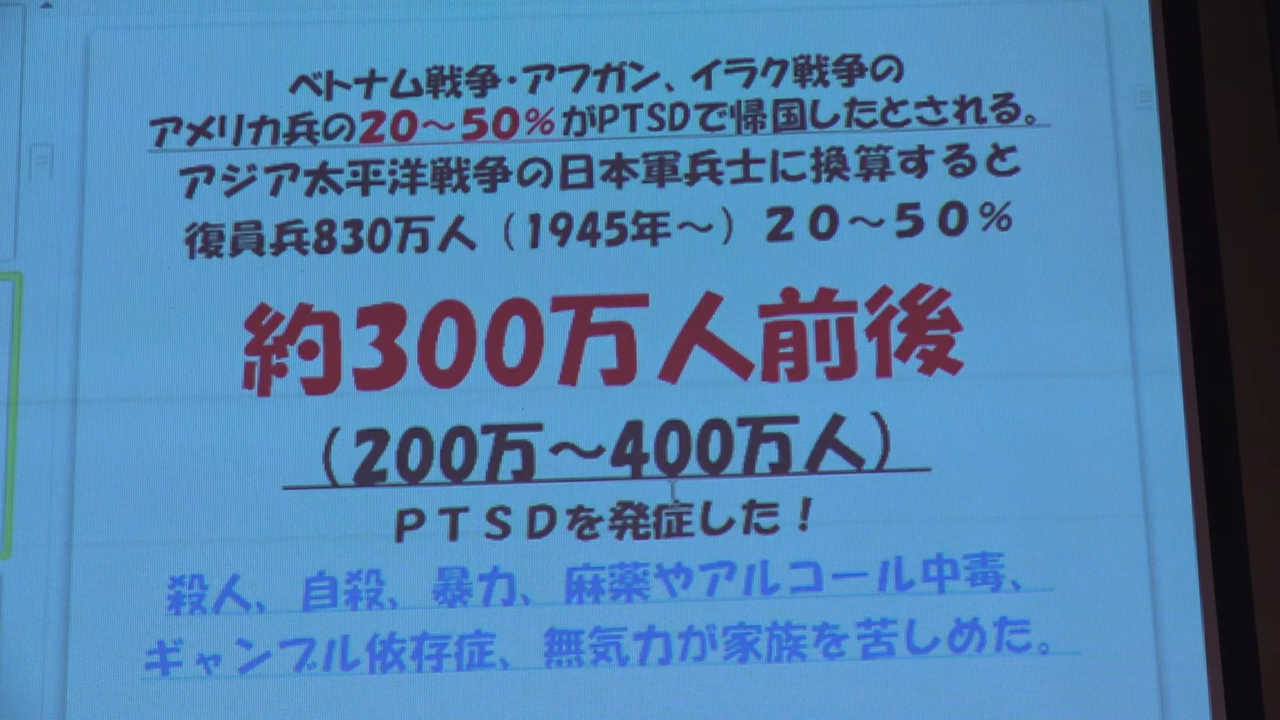 ベトナム戦争・アフガン、イラク戦争の
アメリカ兵の20～50%がPTSDで帰国したとされる。
アジア太平洋戦争の日本軍兵士に換算すると
復員兵830万人（1945年～）２０～５０%
約300万人前後
（200万～400万人）
ＰＴＳＤを発症した！
殺人、自殺、暴力、麻薬やアルコール中毒、
ギャンブル依存症、無気力が家族を苦しめた。